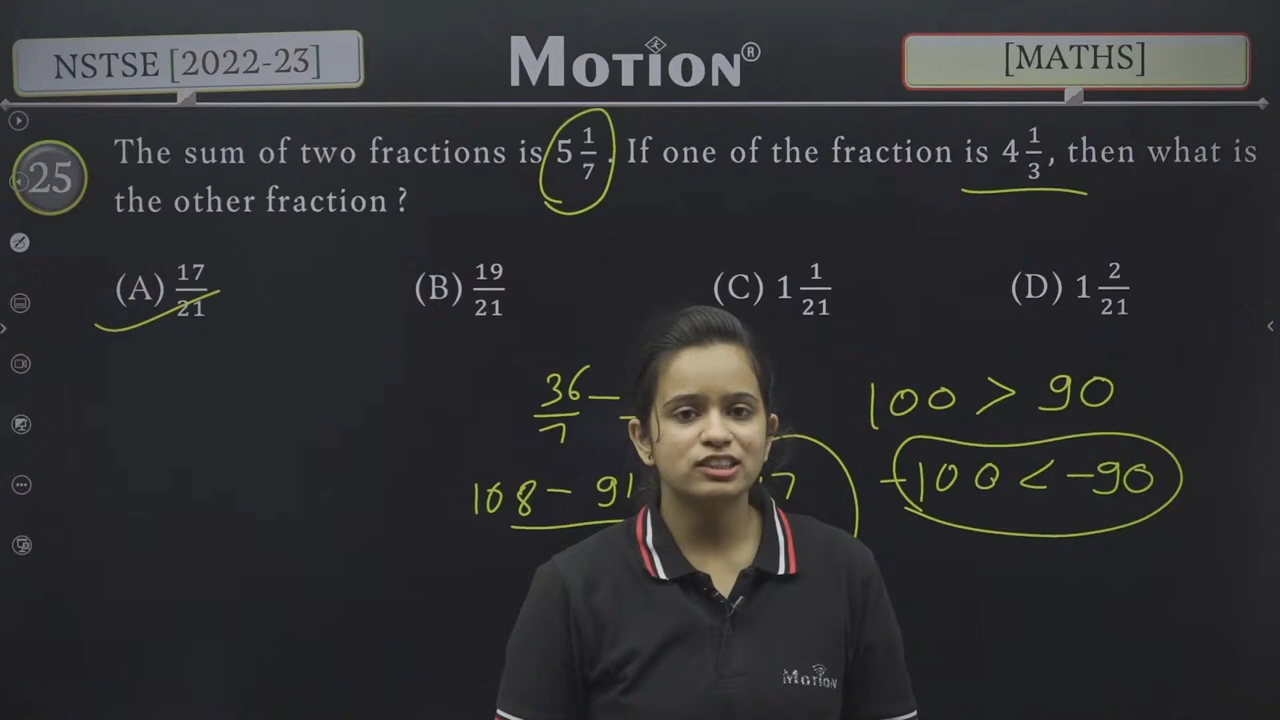 NSTSE [2022-23]
MOTION®
[MATHS]
25
The sum of two fractions is 5 1/7. If one of the fraction is 4 1/3, then what is
the other fraction ?
(A) 17/21
(B) 19/21
(C) 1 1/21
(D) 1 2/21
36/7 −
100 > 90
108 − 91
17
−100 < −90
MOTION